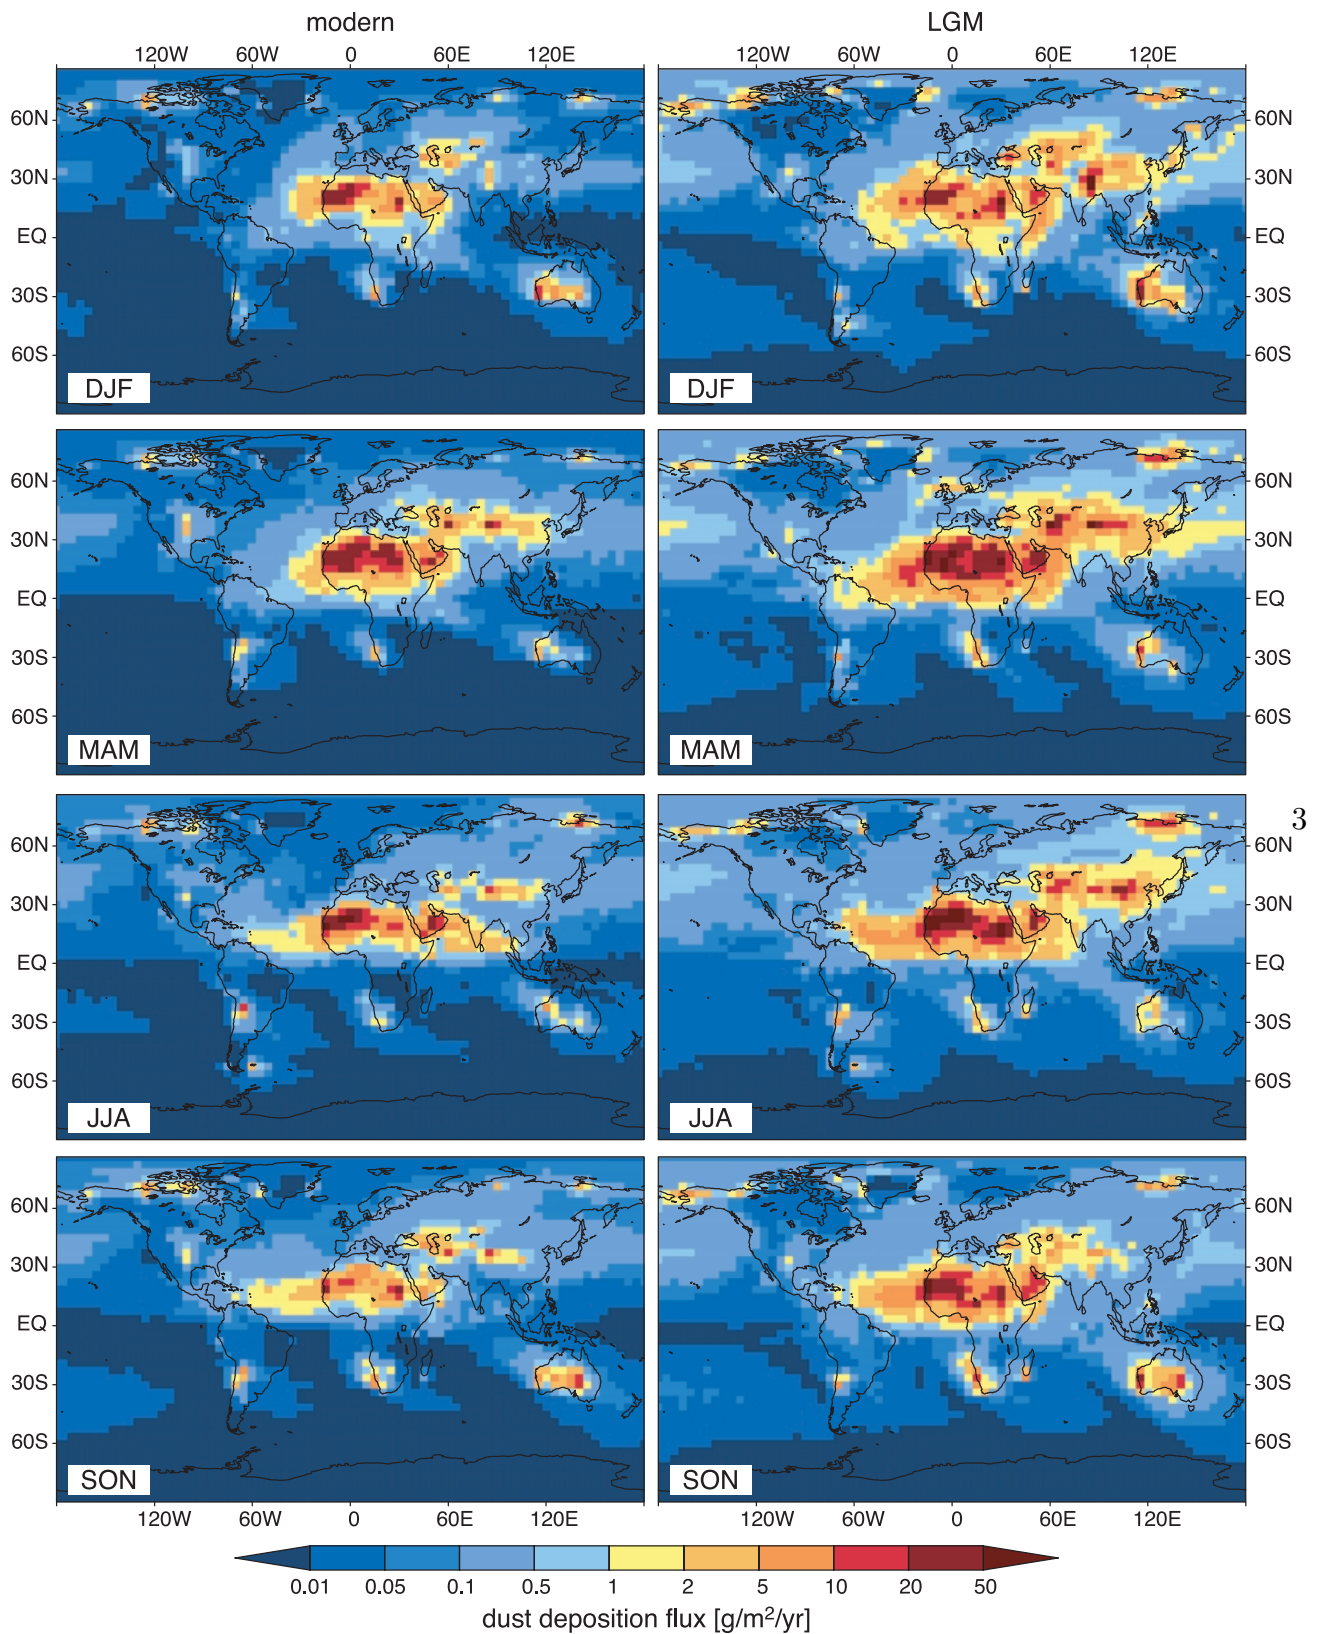 modern LGM
120W 60W 0 60E 120E 60W 0 60E 120E
120W
60N 60N
30N 30N
EQ EQ
30S 30S
60S 60S
DJF DJF
60N 60N
30N 30N
EQ EQ
30S 30S
60S 60S
MAM MAM
3
60N 60N
30N 30N
EQ EQ
30S 30S
60S 60S
JJA JJA
60N 60N
30N 30N
EQ EQ
30S 30S
60S 60S
SON SON
120W 60W 0 60E 120E 120W 60W 0 60E 120E
0.01 0.05 0.1 0.5 1 2 5 10 20 50
dust deposition flux [g/m²/yr]